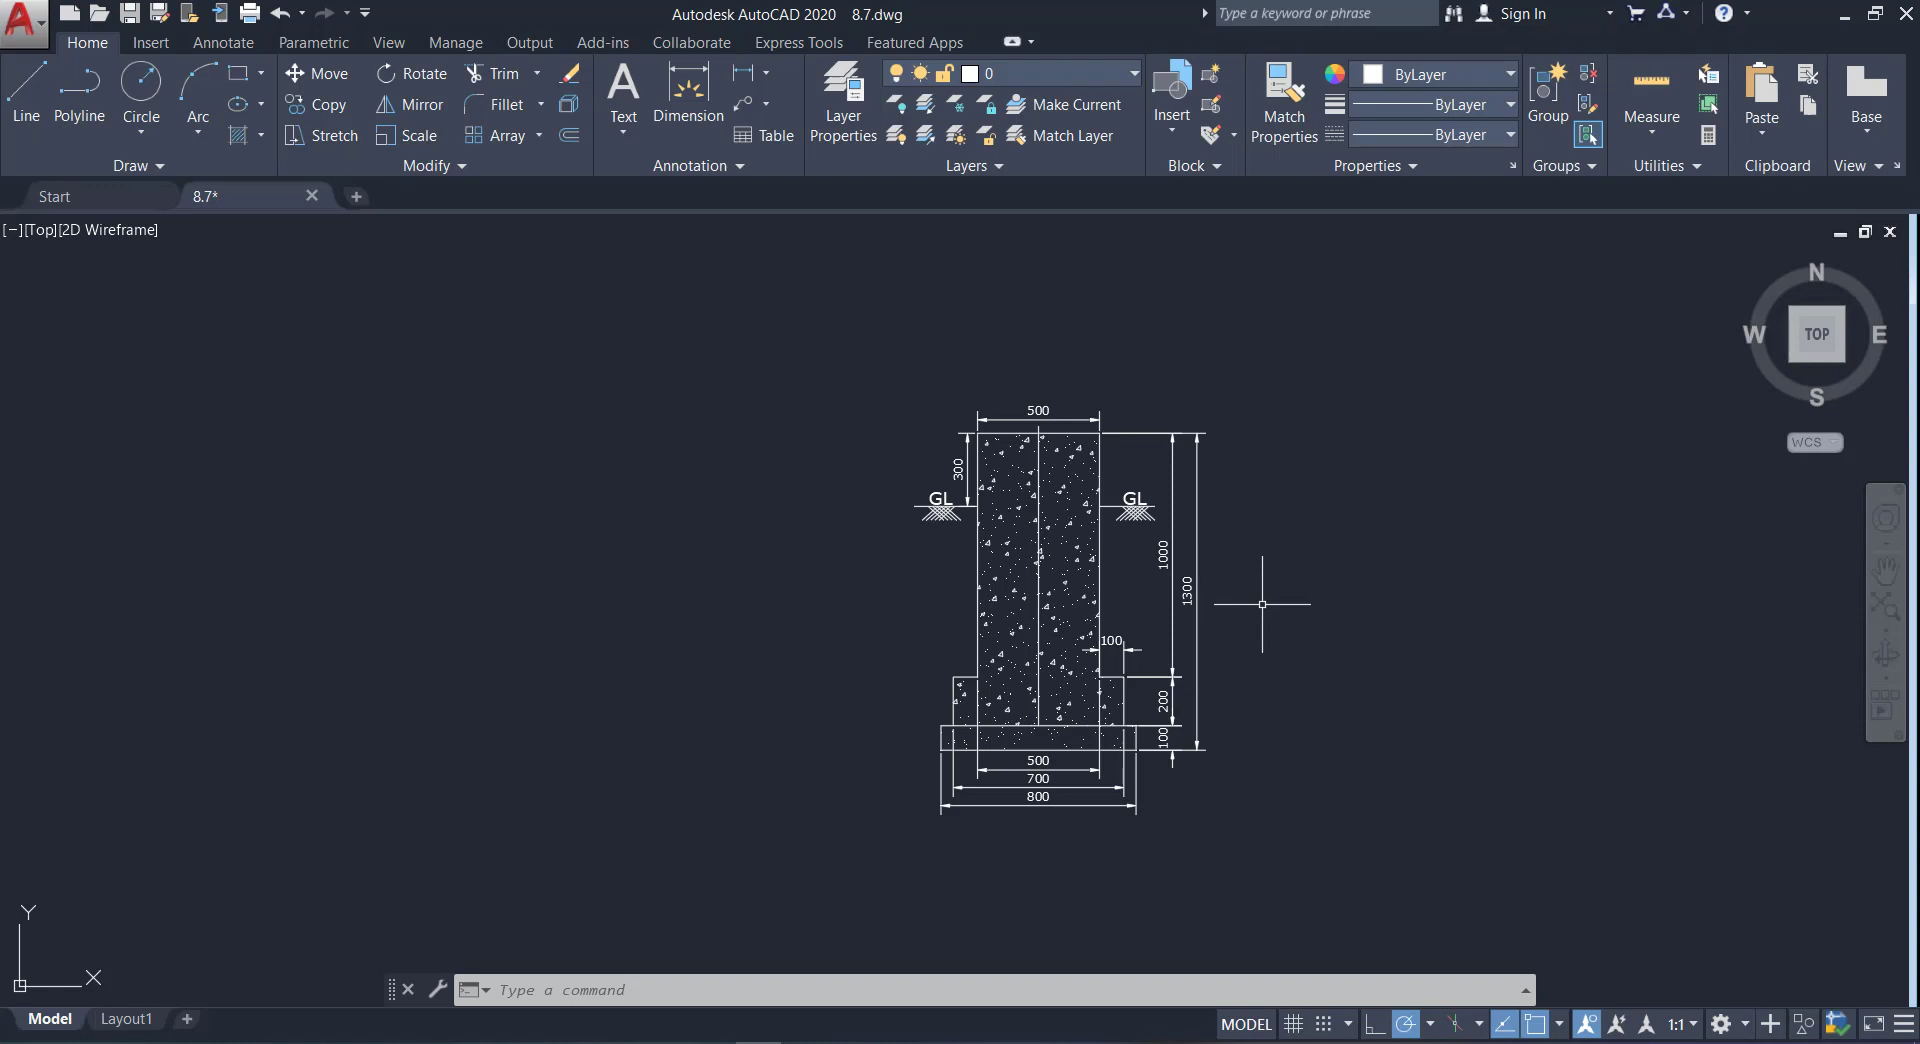 Autodesk AutoCAD 2020 8.7.dwg
Type a keyword or phrase
Sign In
Home Insert Annotate Parametric View Manage Output Add-ins Collaborate Express Tools Featured Apps
Line
Polyline
Circle
Arc
Draw
Move
Rotate
Trim
Copy
Mirror
Fillet
Stretch
Scale
Array
Modify
Text
Dimension
Table
Annotation
Layer
Properties
0
Make Current
Match Layer
Layers
Insert
Block
Match
Properties
ByLayer
ByLayer
ByLayer
Properties
Group
Groups
Measure
Utilities
Paste
Clipboard
Base
View
Start
8.7*
[−][Top][2D Wireframe]
N
W
TOP
E
S
WCS
500
300
GL
GL
1000
1300
100
200
100
500
700
800
Y
X
Type a command
Model
Layout1
MODEL
1:1